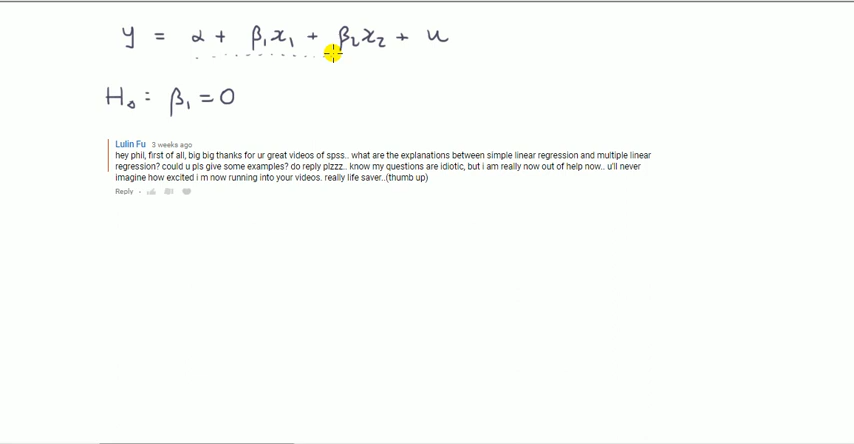 y = α + β₁x₁ + β₂x₂ + u
H₀: β₁ = 0
Lulin Fu 3 weeks ago
hey phil, first of all, big big thanks for ur great videos of spss.. what are the explanations between simple linear regression and multiple linear
regression? could u pls give some examples? do reply plzzz.. know my questions are idiotic, but i am really now out of help now.. u'll never
imagine how excited i m now running into your videos. really life saver..(thumb up)
Reply •